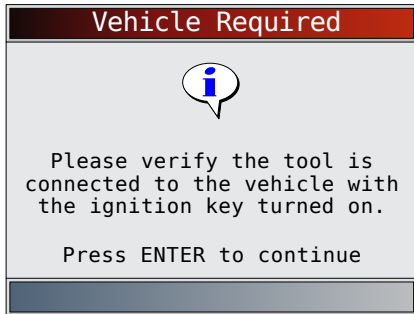 Vehicle Required
i
Please verify the tool is
connected to the vehicle with
the ignition key turned on.
Press ENTER to continue